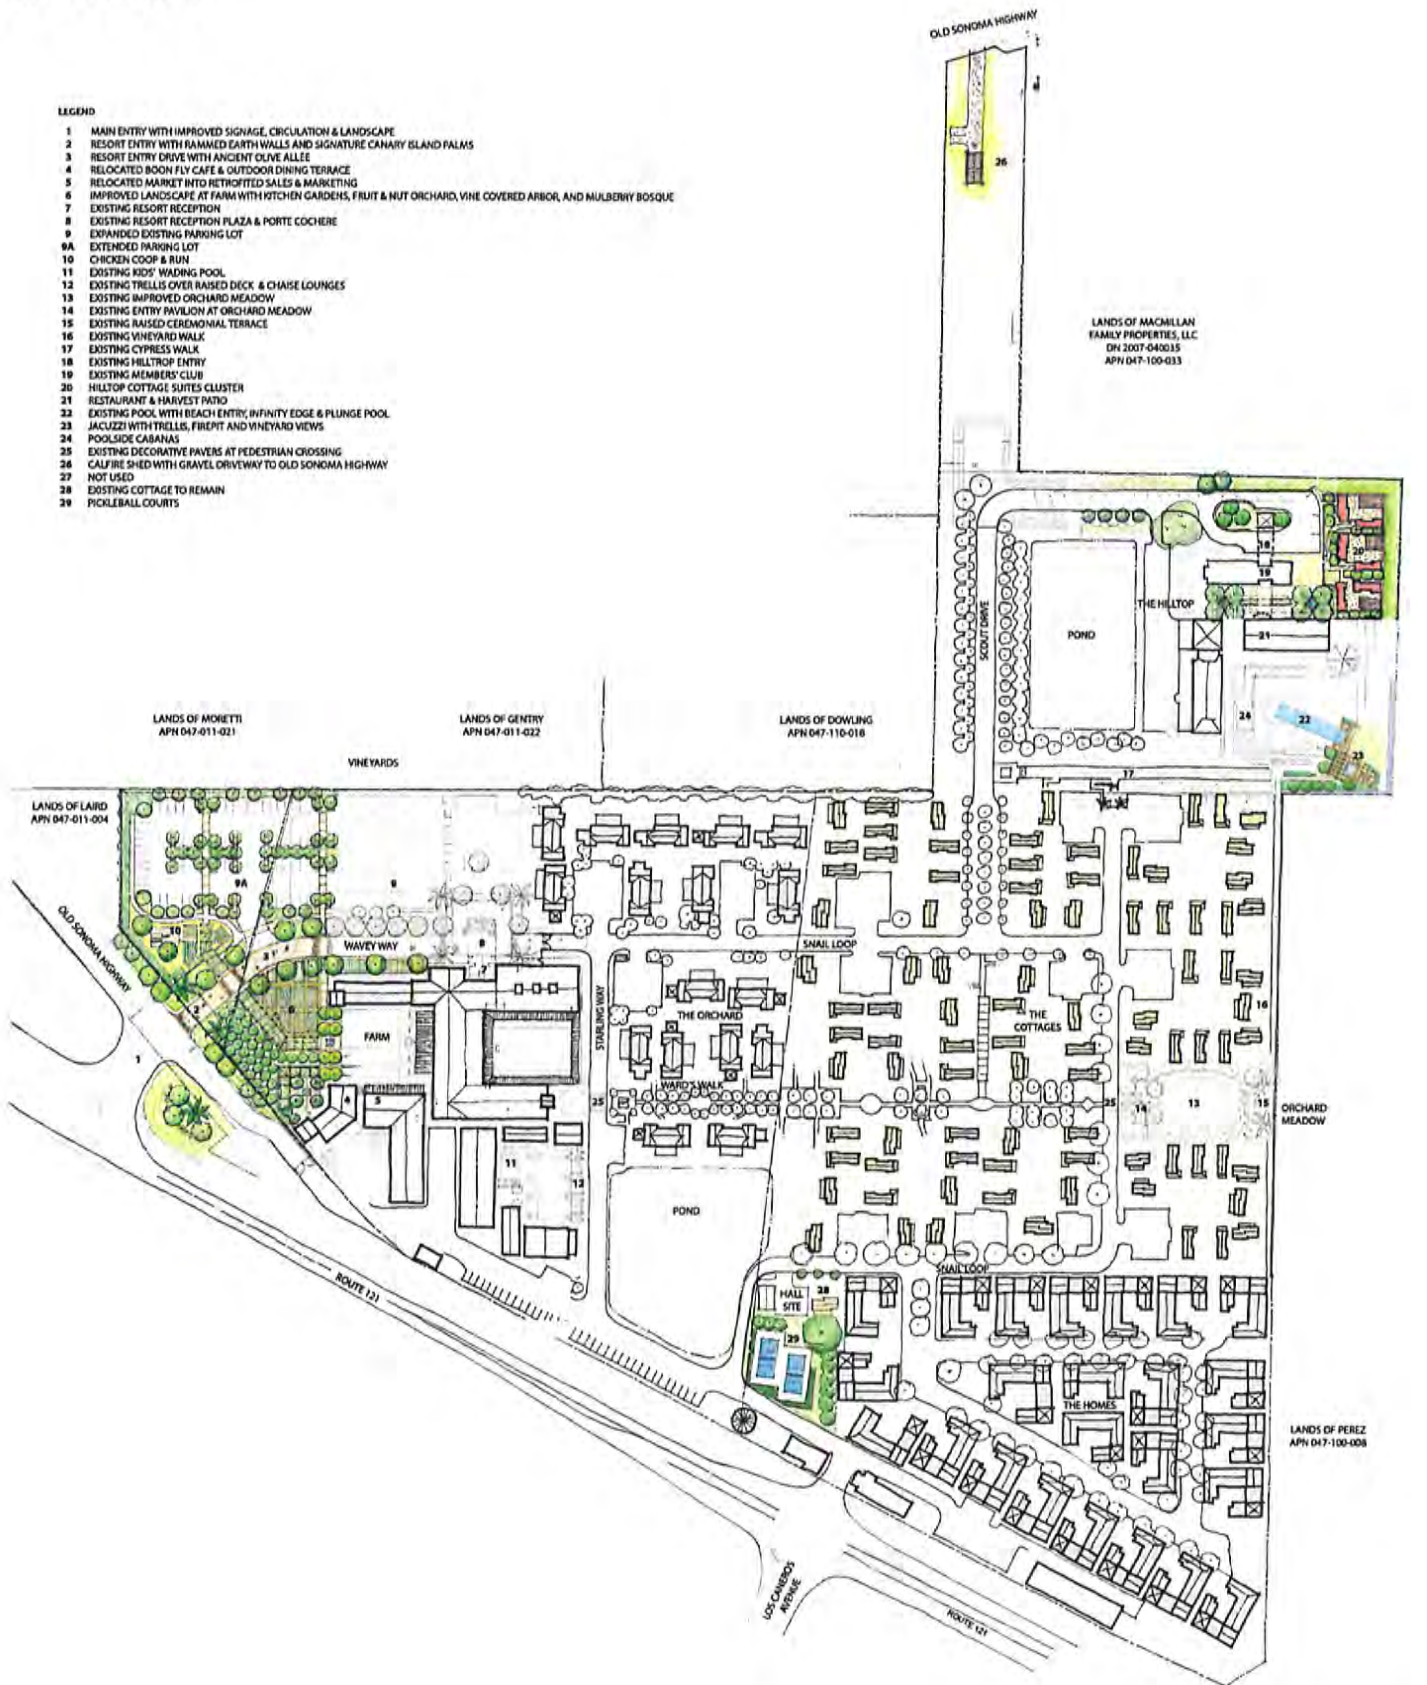 OLD SONOMA HIGHWAY
LEGEND
1 MAIN ENTRY WITH IMPROVED SIGNAGE, CIRCULATION & LANDSCAPE
2 RESORT ENTRY WITH RAMMED EARTH WALLS AND SIGNATURE CANARY ISLAND PALMS
3 RESORT ENTRY DRIVE WITH ANCIENT OLIVE ALLEE
4 RELOCATED BOON FLY CAFE & OUTDOOR DINING TERRACE
5 RELOCATED MARKET INTO RETROFITED SALES & MARKETING
6 IMPROVED LANDSCAPE AT FARM WITH KITCHEN GARDENS, FRUIT & NUT ORCHARD, VINE COVERED ARBOR, AND MULBERRY BOSQUE
7 EXISTING RESORT RECEPTION
8 EXISTING RESORT RECEPTION PLAZA & PORTE COCHERE
9 EXPANDED EXISTING PARKING LOT
9A EXTENDED PARKING LOT
10 CHICKEN COOP & RUN
11 EXISTING KIDS' WADING POOL
12 EXISTING TRELLIS OVER RAISED DECK & CHAISE LOUNGES
13 EXISTING IMPROVED ORCHARD MEADOW
14 EXISTING ENTRY PAVILION AT ORCHARD MEADOW
15 EXISTING RAISED CEREMONIAL TERRACE
16 EXISTING VINEYARD WALK
17 EXISTING CYPRESS WALK
18 EXISTING HILLTROP ENTRY
19 EXISTING MEMBERS' CLUB
20 HILLTOP COTTAGE SUITES CLUSTER
21 RESTAURANT & HARVEST PATIO
22 EXISTING POOL WITH BEACH ENTRY, INFINITY EDGE & PLUNGE POOL
23 JACUZZI WITH TRELLIS, FIREPIT AND VINEYARD VIEWS
24 POOLSIDE CABANAS
25 EXISTING DECORATIVE PAVERS AT PEDESTRIAN CROSSING
26 CALFIRE SHED WITH GRAVEL DRIVEWAY TO OLD SONOMA HIGHWAY
27 NOT USED
28 EXISTING COTTAGE TO REMAIN
29 PICKLEBALL COURTS
26
LANDS OF MACMILLAN
FAMILY PROPERTIES, LLC
DN 2007-040035
APN 047-100-033
18
20
19
THE HILLTOP
SCOUT DRIVE
POND
21
24
22
23
17
LANDS OF MORETTI
APN 047-011-021
LANDS OF GENTRY
APN 047-011-022
LANDS OF DOWLING
APN 047-110-018
VINEYARDS
LANDS OF LAIRD
APN 047-011-004
9A
9
OLD SONOMA HIGHWAY
10
3
WAVEY WAY
8
7
SNAIL LOOP
2
6
FARM
STARLING WAY
THE ORCHARD
THE
COTTAGES
16
1
4
5
25
WARD'S WALK
25
14
13
15
ORCHARD
MEADOW
11
12
POND
SNAIL LOOP
ROUTE 121
HALL
SITE
28
29
THE HOMES
LANDS OF PEREZ
APN 047-100-008
LOS CANEROS
AVENUE
ROUTE 121